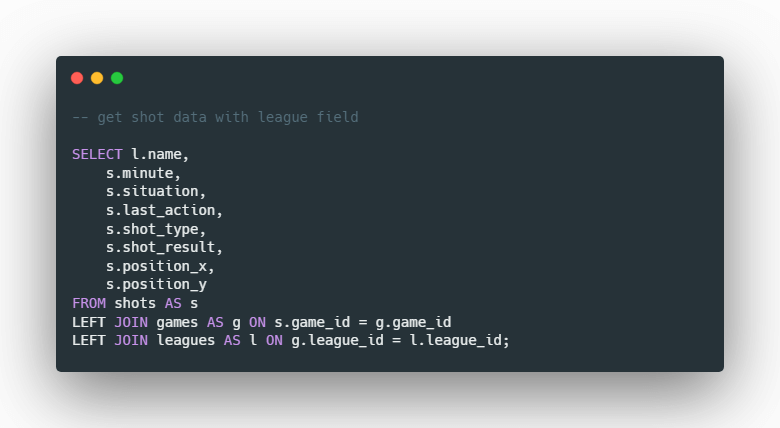 -- get shot data with league field
SELECT l.name,
    s.minute,
    s.situation,
    s.last_action,
    s.shot_type,
    s.shot_result,
    s.position_x,
    s.position_y
FROM shots AS s
LEFT JOIN games AS g ON s.game_id = g.game_id
LEFT JOIN leagues AS l ON g.league_id = l.league_id;